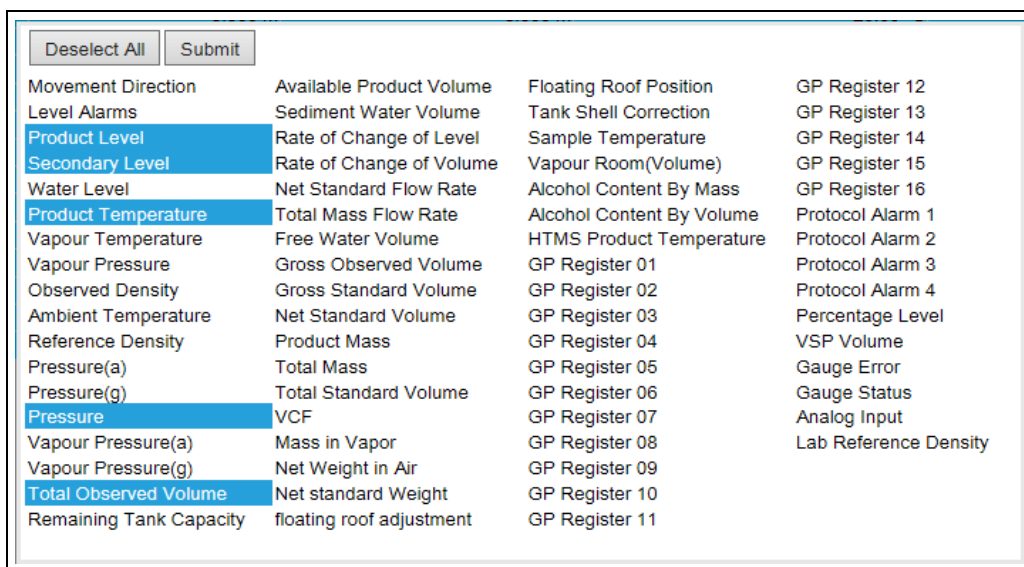 Deselect All Submit
Movement Direction Available Product Volume Floating Roof Position GP Register 12
Level Alarms Sediment Water Volume Tank Shell Correction GP Register 13
Product Level Rate of Change of Level Sample Temperature GP Register 14
Secondary Level Rate of Change of Volume Vapour Room(Volume) GP Register 15
Water Level Net Standard Flow Rate Alcohol Content By Mass GP Register 16
Product Temperature Total Mass Flow Rate Alcohol Content By Volume Protocol Alarm 1
Vapour Temperature Free Water Volume HTMS Product Temperature Protocol Alarm 2
Vapour Pressure Gross Observed Volume GP Register 01 Protocol Alarm 3
Observed Density Gross Standard Volume GP Register 02 Protocol Alarm 4
Ambient Temperature Net Standard Volume GP Register 03 Percentage Level
Reference Density Product Mass GP Register 04 VSP Volume
Pressure(a) Total Mass GP Register 05 Gauge Error
Pressure(g) Total Standard Volume GP Register 06 Gauge Status
Pressure VCF GP Register 07 Analog Input
Vapour Pressure(a) Mass in Vapor GP Register 08 Lab Reference Density
Vapour Pressure(g) Net Weight in Air GP Register 09
Total Observed Volume Net standard Weight GP Register 10
Remaining Tank Capacity floating roof adjustment GP Register 11